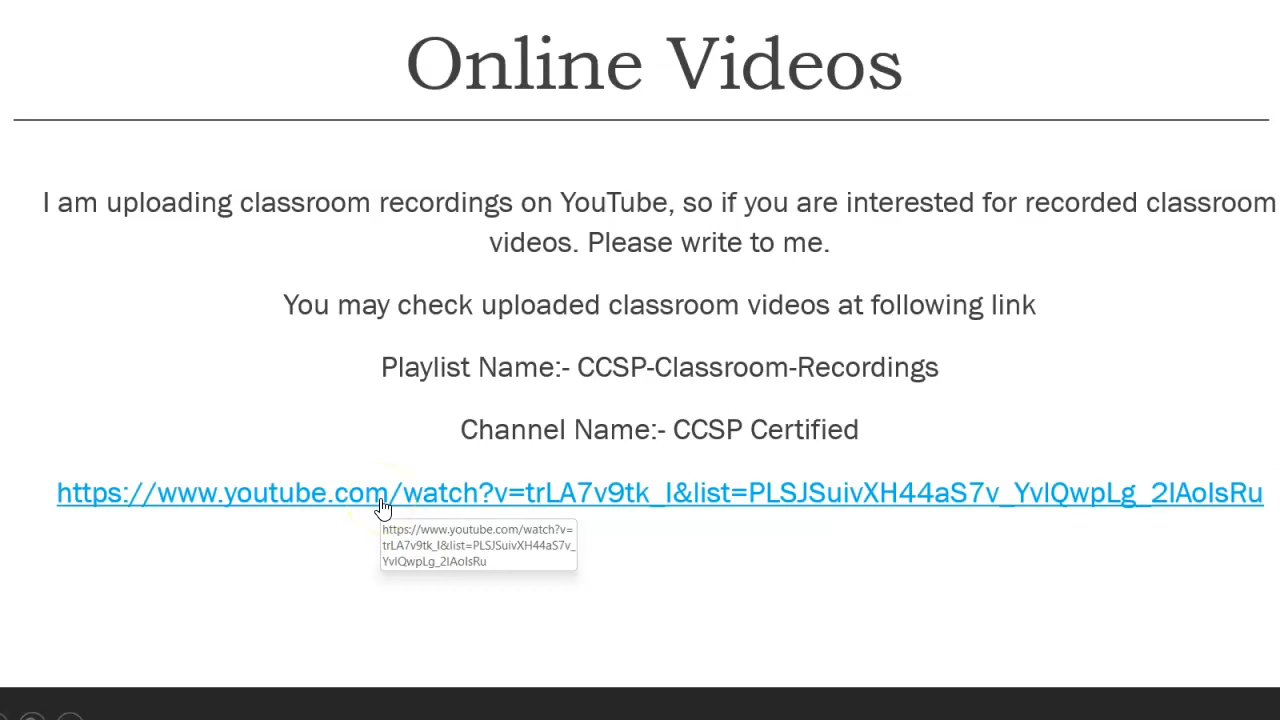 Online Videos
I am uploading classroom recordings on YouTube, so if you are interested for recorded classroom
videos. Please write to me.
You may check uploaded classroom videos at following link
Playlist Name:- CCSP-Classroom-Recordings
Channel Name:- CCSP Certified
https://www.youtube.com/watch?v=trLA7v9tk_I&list=PLSJSuivXH44aS7v_YvlQwpLg_2IAoIsRu
https://www.youtube.com/watch?v=
trLA7v9tk_I&list=PLSJSuivXH44aS7v_
YvlQwpLg_2IAoIsRu